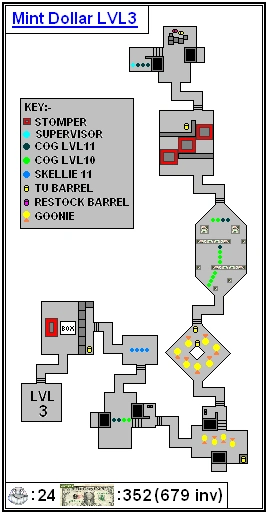 Mint Dollar LVL3
KEY:-
STOMPER
SUPERVISOR
COG LVL11
COG LVL10
SKELLIE 11
TU BARREL
RESTOCK BARREL
GOONIE
BOX
LVL
3
:24 :352 (679 inv)